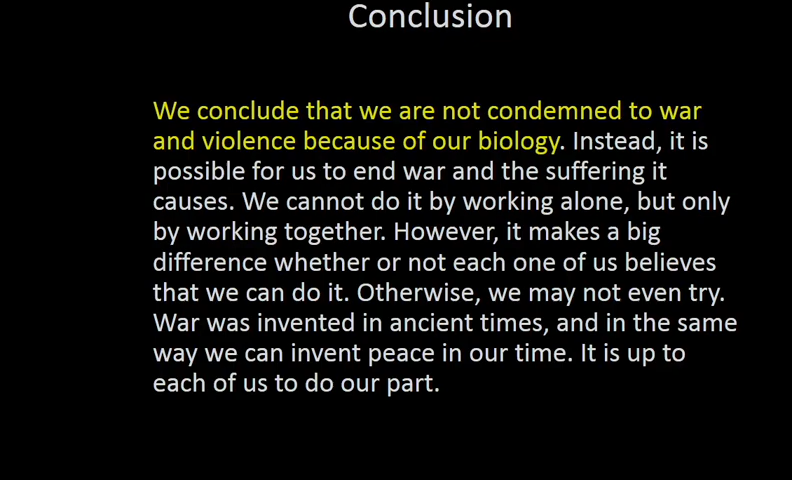 Conclusion
We conclude that we are not condemned to war
and violence because of our biology. Instead, it is
possible for us to end war and the suffering it
causes. We cannot do it by working alone, but only
by working together. However, it makes a big
difference whether or not each one of us believes
that we can do it. Otherwise, we may not even try.
War was invented in ancient times, and in the same
way we can invent peace in our time. It is up to
each of us to do our part.